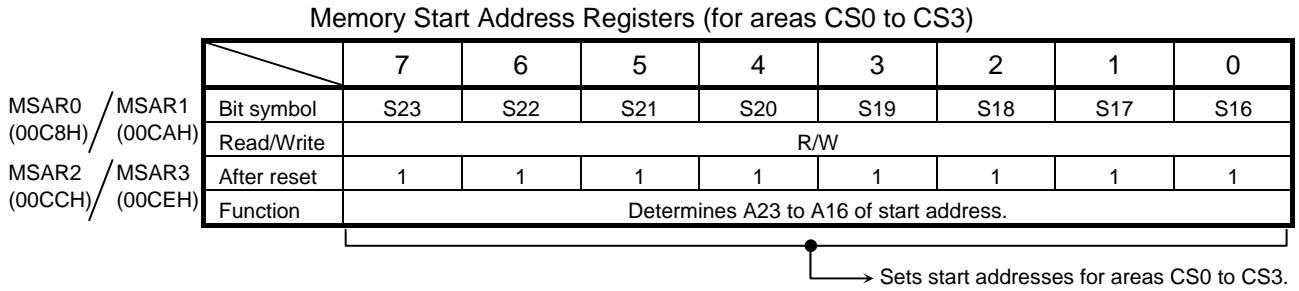 Memory Start Address Registers (for areas CS0 to CS3)
7 6 5 4 3 2 1 0
MSAR0 / MSAR1 Bit symbol S23 S22 S21 S20 S19 S18 S17 S16
(00C8H) (00CAH) Read/Write R/W
MSAR2 / MSAR3 After reset 1 1 1 1 1 1 1 1
(00CCH) (00CEH) Function Determines A23 to A16 of start address.
Sets start addresses for areas CS0 to CS3.